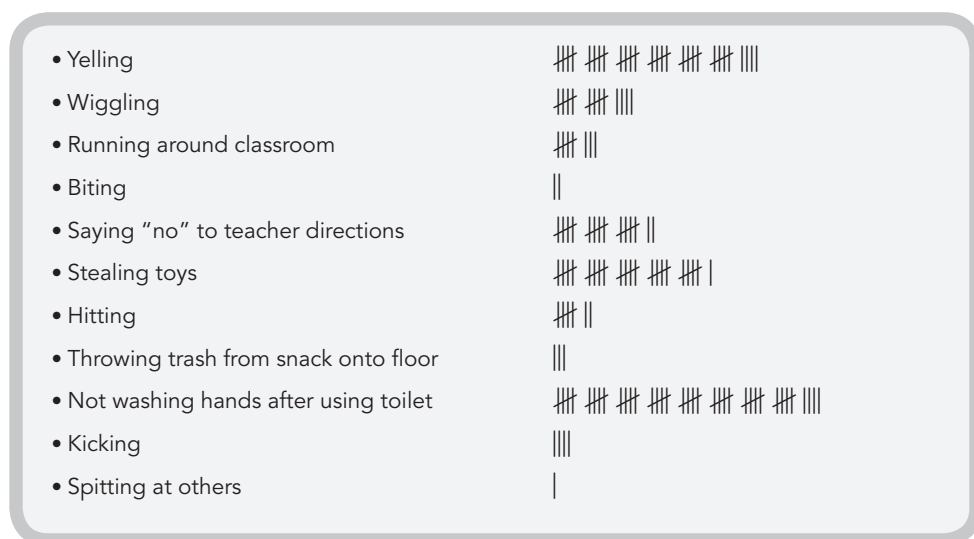 • Yelling
• Wiggling
• Running around classroom
• Biting
• Saying “no” to teacher directions
• Stealing toys
• Hitting
• Throwing trash from snack onto floor
• Not washing hands after using toilet
• Kicking
• Spitting at others